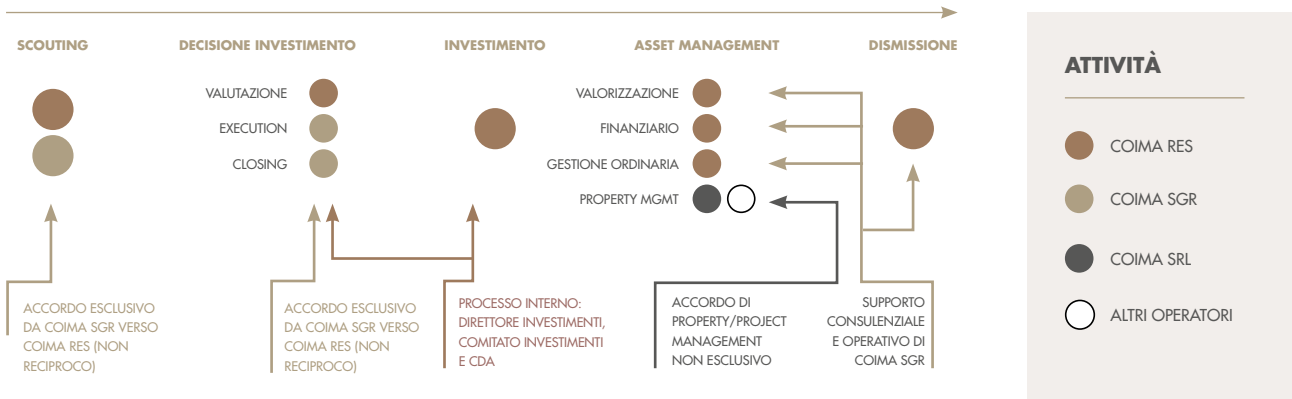 SCOUTING
DECISIONE INVESTIMENTO
INVESTIMENTO
ASSET MANAGEMENT
DISMISSIONE
VALUTAZIONE
EXECUTION
CLOSING
VALORIZZAZIONE
FINANZIARIO
GESTIONE ORDINARIA
PROPERTY MGMT
ACCORDO ESCLUSIVO
DA COIMA SGR VERSO
COIMA RES (NON
RECIPROCO)
ACCORDO ESCLUSIVO
DA COIMA SGR VERSO
COIMA RES (NON
RECIPROCO)
PROCESSO INTERNO:
DIRETTORE INVESTIMENTI,
COMITATO INVESTIMENTI
E CDA
ACCORDO DI
PROPERTY/PROJECT
MANAGEMENT
NON ESCLUSIVO
SUPPORTO
CONSULENZIALE
E OPERATIVO DI
COIMA SGR
ATTIVITÀ
COIMA RES
COIMA SGR
COIMA SRL
ALTRI OPERATORI